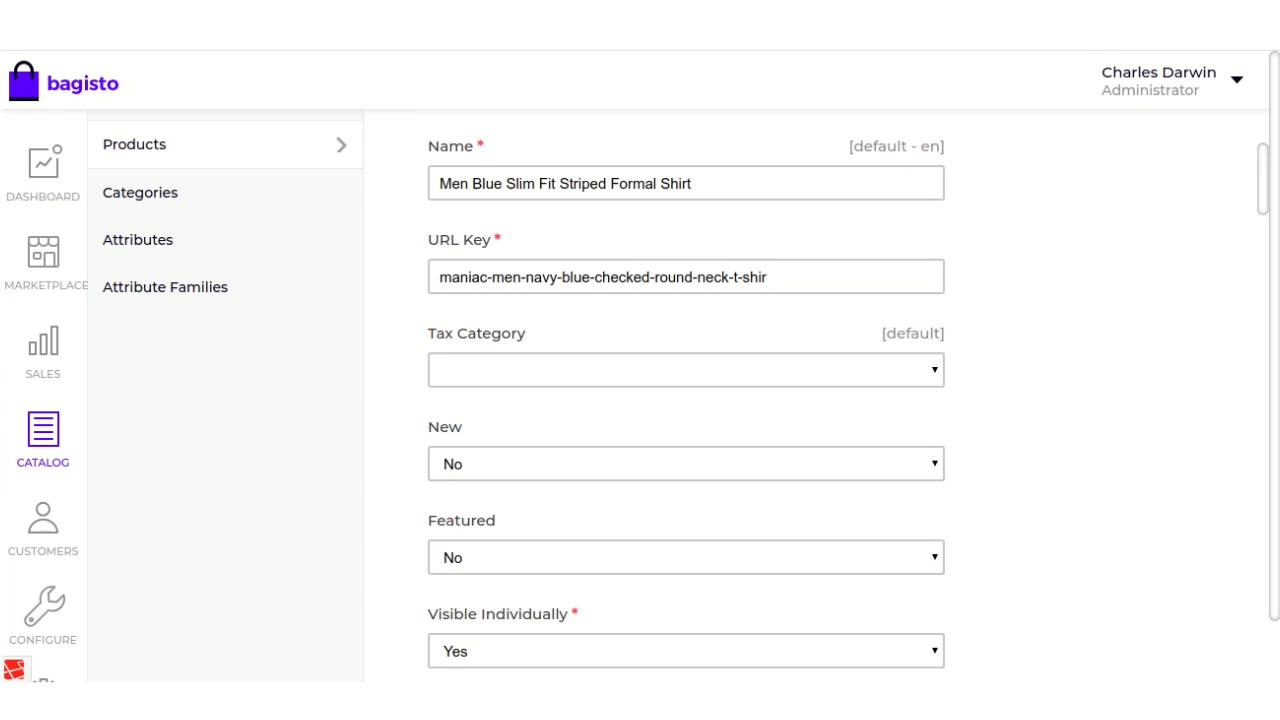 bagisto
Charles Darwin
Administrator
DASHBOARD
MARKETPLACE
SALES
CATALOG
CUSTOMERS
CONFIGURE
Products
Categories
Attributes
Attribute Families
Name * [default - en]
Men Blue Slim Fit Striped Formal Shirt
URL Key *
maniac-men-navy-blue-checked-round-neck-t-shir
Tax Category [default]
New
No
Featured
No
Visible Individually *
Yes